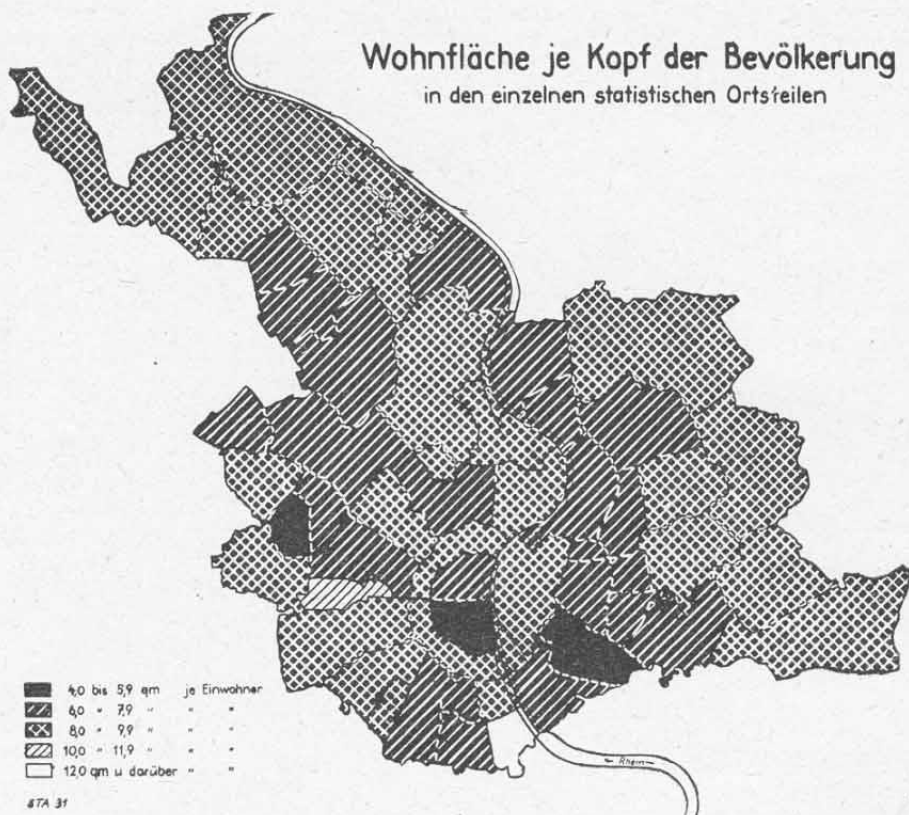 Wohnfläche je Kopf der Bevölkerung
in den einzelnen statistischen Ortsteilen
4,0 bis 5,9 qm je Einwohner
6,0 " 7,9 " " "
8,0 " 9,9 " " "
10,0 " 11,9 " " "
12,0 qm u darüber " "
STA 31
← Rhein